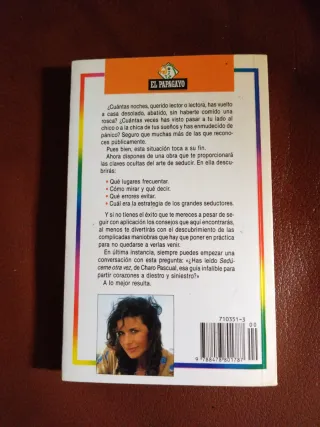 EL PAPAGAYO
¿Cuántas noches, querido lector o lectora, has vuelto
a casa desolado, abatido, sin haberte comido una
rosca? ¿Cuántas veces has visto pasar a tu lado al
chico o a la chica de tus sueños y has enmudecido de
pánico? Seguro que muchas más de las que recono-
ces públicamente.
Pues bien, esta situación toca a su fin.
Ahora dispones de una obra que te proporcionará
las claves ocultas del arte de seducir. En ella descu-
brirás:
• Qué lugares frecuentar.
• Cómo mirar y qué decir.
• Qué errores evitar.
• Cuál era la estrategia de los grandes seductores.
Y si no tienes el éxito que te mereces a pesar de se-
guir con aplicación los consejos que aquí encontrarás,
al menos te divertirás con el descubrimiento de las
complicadas maniobras que hay que poner en práctica
para no quedarse a verlas venir.
En última instancia, siempre puedes empezar una
conversación con esta pregunta: «¿Has leído Sedú-
ceme otra vez, de Charo Pascual, esa guía infalible para
partir corazones a diestro y siniestro?»
A lo mejor resulta.
710351-3
00
9788478801787